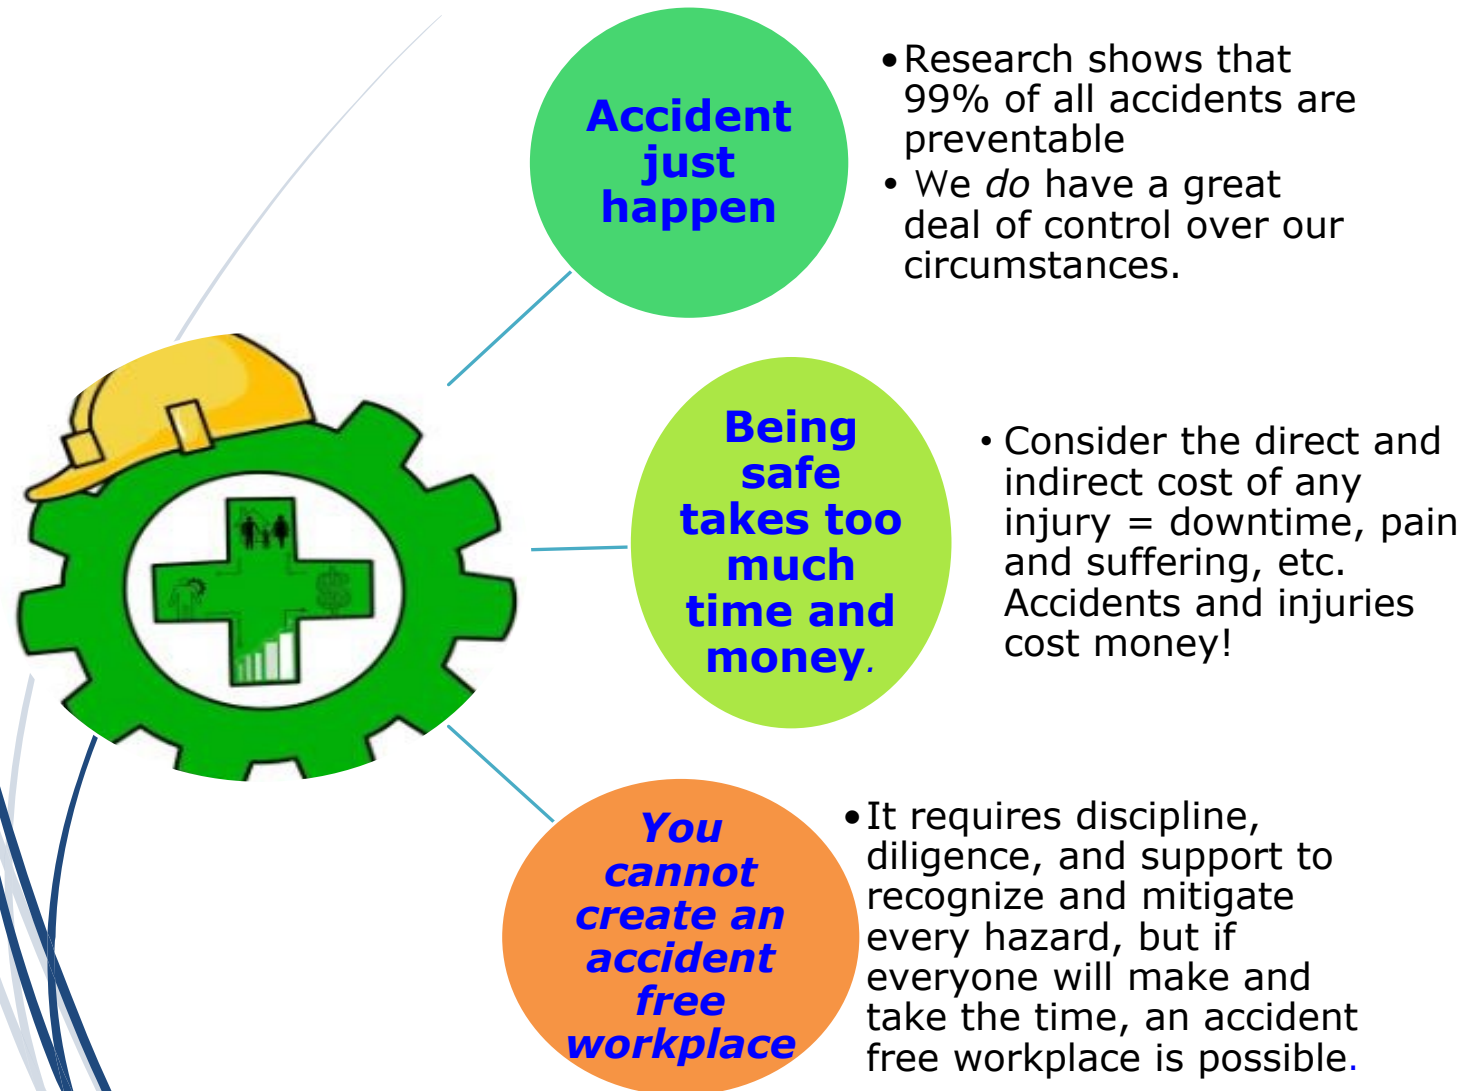 Accident
just
happen
•Research shows that
99% of all accidents are
preventable
• We do have a great
deal of control over our
circumstances.
Being
safe
takes too
much
time and
money.
• Consider the direct and
indirect cost of any
injury = downtime, pain
and suffering, etc.
Accidents and injuries
cost money!
You
cannot
create an
accident
free
workplace
•It requires discipline,
diligence, and support to
recognize and mitigate
every hazard, but if
everyone will make and
take the time, an accident
free workplace is possible.